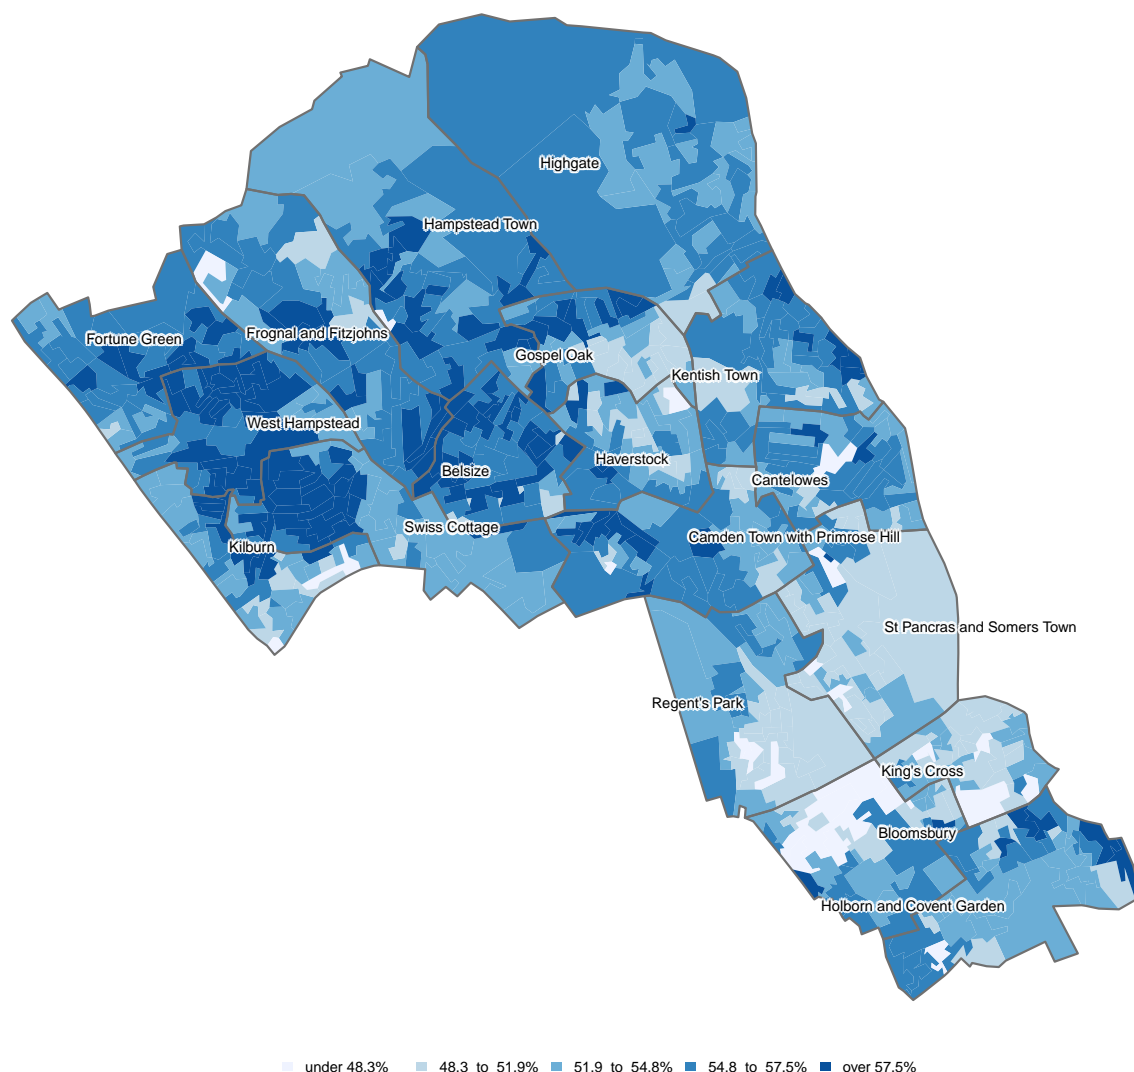 Highgate
Hampstead Town
Fortune Green
Frognal and Fitzjohns
Gospel Oak
Kentish Town
West Hampstead
Haverstock
Belsize
Cantelowes
Swiss Cottage
Camden Town with Primrose Hill
Kilburn
St Pancras and Somers Town
Regent's Park
King's Cross
Bloomsbury
Holborn and Covent Garden
under 48.3% 48.3 to 51.9% 51.9 to 54.8% 54.8 to 57.5% over 57.5%